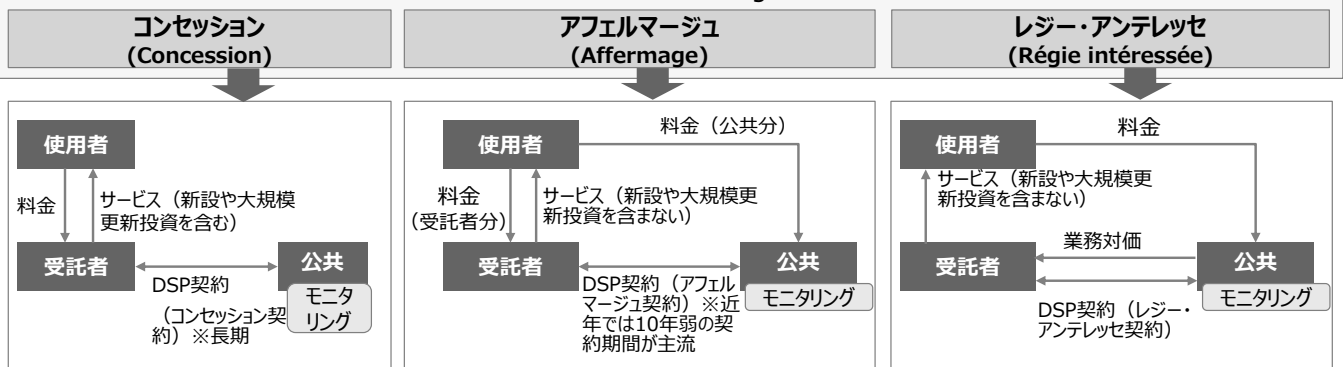 コンセッション
(Concession)
アフェルマージュ
(Affermage)
レジー・アンテレッセ
(Régie intéressée)
使用者
料金
サービス（新設や大規模
更新投資を含む）
受託者
公共
モニタ
リング
DSP契約
（コンセッション契
約）※長期
使用者
料金（公共分）
料金
（受託者分）
サービス（新設や大規模更
新投資を含まない）
受託者
公共
モニタリング
DSP契約（アフェル
マージュ契約）※近
年では10年弱の契
約期間が主流
使用者
料金
サービス（新設や大規模更
新投資を含まない）
業務対価
受託者
公共
モニタリング
DSP契約（レジー・
アンテレッセ契約）